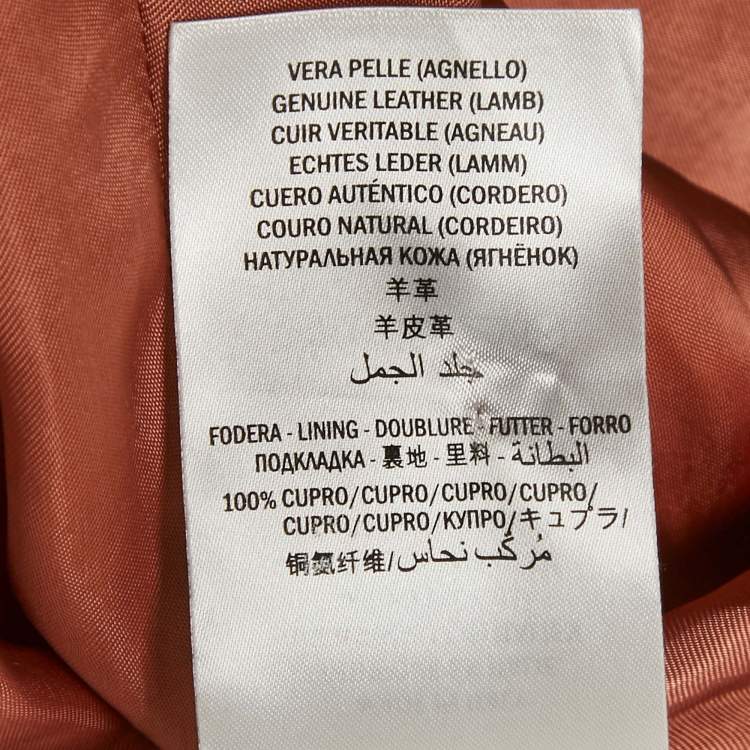 VERA PELLE (AGNELLO)
GENUINE LEATHER (LAMB)
CUIR VERITABLE (AGNEAU)
ECHTES LEDER (LAMM)
CUERO AUTÉNTICO (CORDERO)
COURO NATURAL (CORDEIRO)
НАТУРАЛЬНАЯ КОЖА (ЯГНЁНОК)
羊革
羊皮革
جلد الجمل
FODERA - LINING - DOUBLURE - FUTTER - FORRO
ПОДКЛАДКА - 裏地 - 里料 - البطانة
100% CUPRO/CUPRO/CUPRO/CUPRO/
CUPRO/CUPRO/КУПРО/キュプラ/
铜氨纤维/مُركّب نحاس